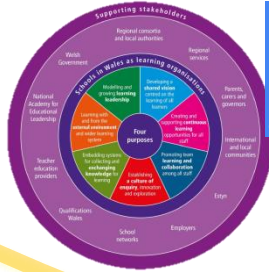 Supporting stakeholders
Regional consortia
and local authorities
Regional
services
Parents,
carers and
governors
International
and local
communities
Estyn
Employers
School
networks
Qualifications
Wales
Teacher
education
providers
National
Academy for
Educational
Leadership
Welsh
Government
Schools in Wales as learning organisations
Developing a
shared vision
centred on the
learning of all
learners
Creating and
supporting continuous
learning
opportunities for all
staff
Promoting team
learning and
collaboration
among all staff
Establishing
a culture of
enquiry, innovation
and exploration
Embedding systems
for collecting and
exchanging
knowledge for
learning
Learning with
and from the
external environment
and wider learning
system
Modelling and
growing learning
leadership
Four
purposes